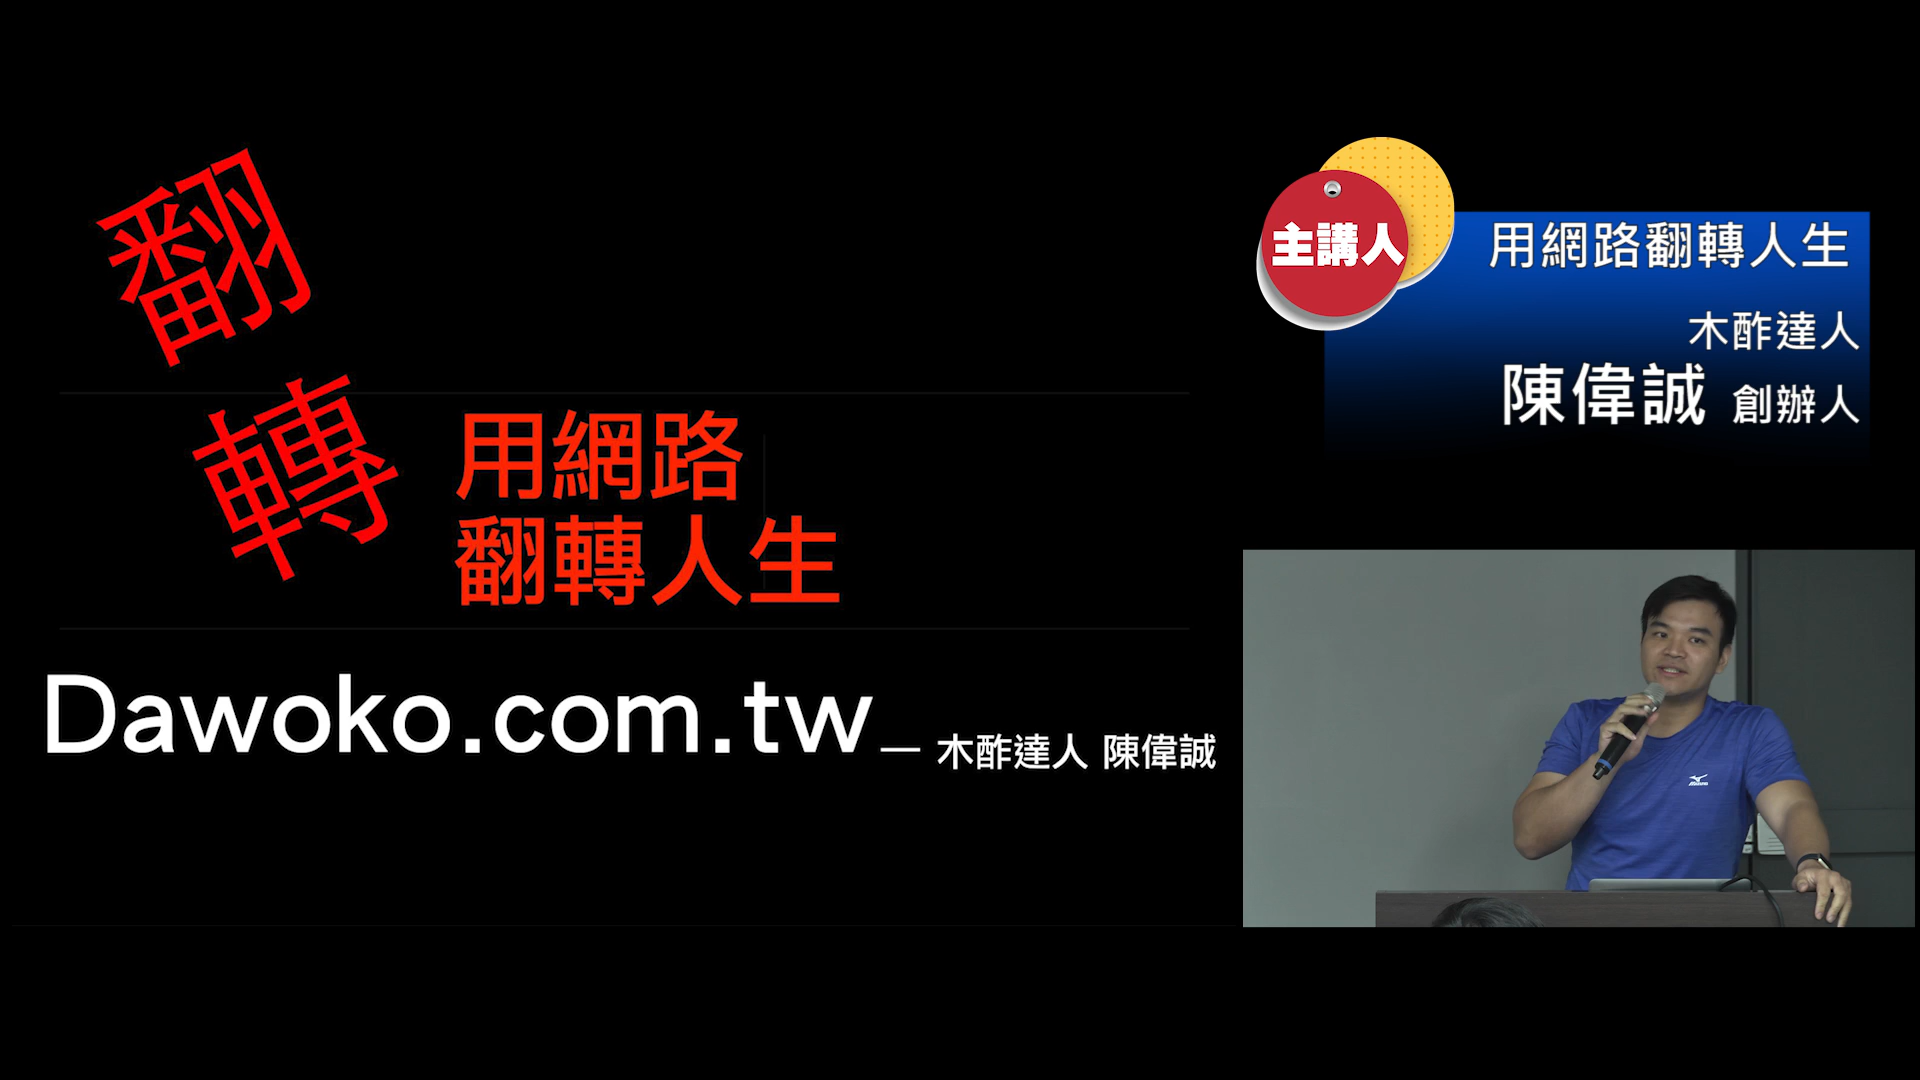 翻
轉
用網路
翻轉人生
Dawoko.com.tw — 木酢達人 陳偉誠
主講人
用網路翻轉人生
木酢達人
陳偉誠 創辦人